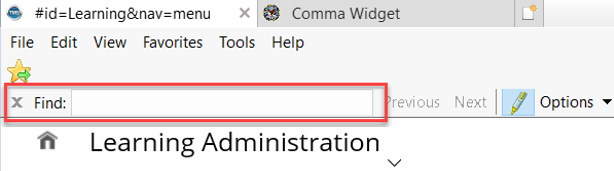 #id=Learning&nav=menu Comma Widget
File Edit View Favorites Tools Help
Find: Previous Next Options
Learning Administration